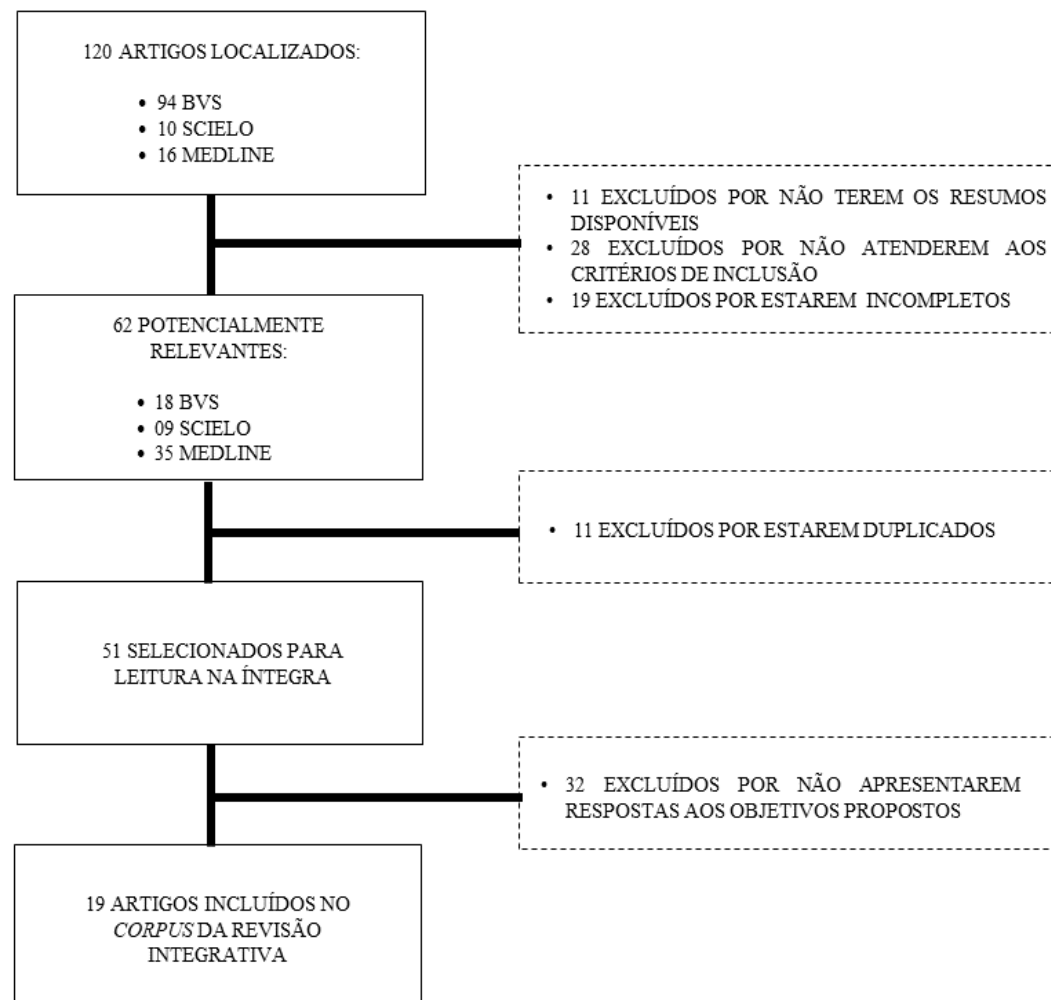 120 ARTIGOS LOCALIZADOS:
• 94 BVS
• 10 SCIELO
• 16 MEDLINE
• 11 EXCLUÍDOS POR NÃO TEREM OS RESUMOS
DISPONÍVEIS
• 28 EXCLUÍDOS POR NÃO ATENDEREM AOS
CRITÉRIOS DE INCLUSÃO
• 19 EXCLUÍDOS POR ESTAREM INCOMPLETOS
62 POTENCIALMENTE
RELEVANTES:
• 18 BVS
• 09 SCIELO
• 35 MEDLINE
• 11 EXCLUÍDOS POR ESTAREM DUPLICADOS
51 SELECIONADOS PARA
LEITURA NA ÍNTEGRA
• 32 EXCLUÍDOS POR NÃO APRESENTAREM
RESPOSTAS AOS OBJETIVOS PROPOSTOS
19 ARTIGOS INCLUÍDOS NO
CORPUS DA REVISÃO
INTEGRATIVA